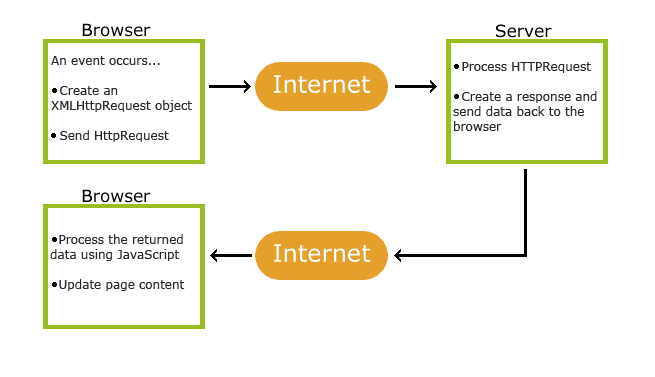 Browser
An event occurs...
•Create an
XMLHttpRequest object
• Send HttpRequest
Internet
Server
•Process HTTPRequest
•Create a response and
send data back to the
browser
Browser
•Process the returned
data using JavaScript
•Update page content
Internet